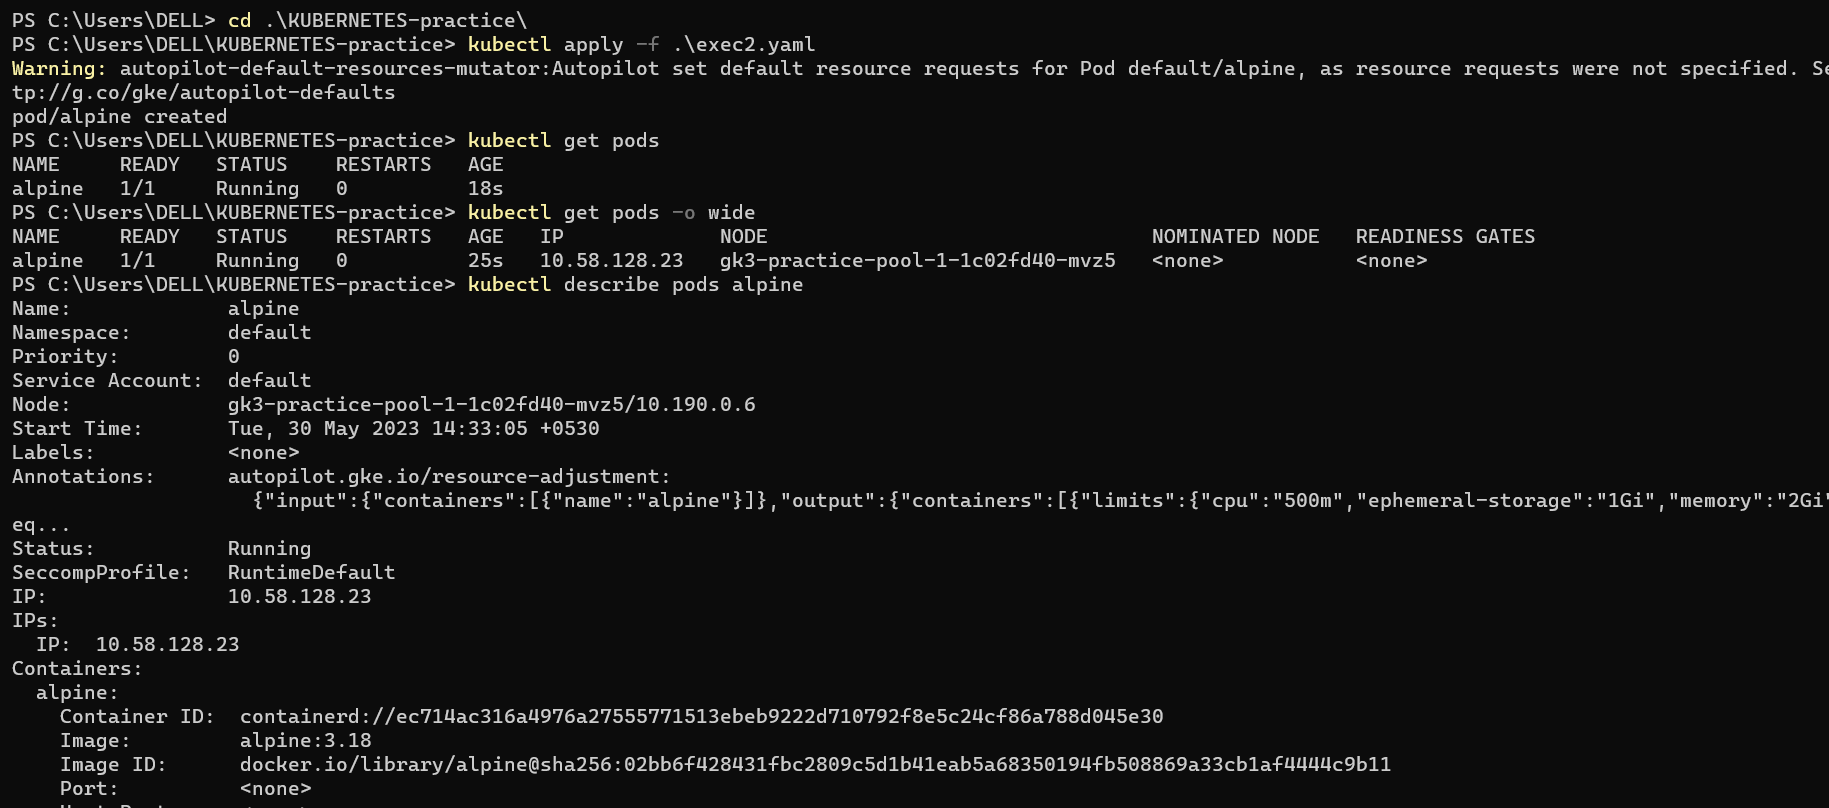 PS C:\Users\DELL> cd .\KUBERNETES-practice\
PS C:\Users\DELL\KUBERNETES-practice> kubectl apply -f .\exec2.yaml
Warning: autopilot-default-resources-mutator:Autopilot set default resource requests for Pod default/alpine, as resource requests were not specified. Se
tp://g.co/gke/autopilot-defaults
pod/alpine created
PS C:\Users\DELL\KUBERNETES-practice> kubectl get pods
NAME     READY   STATUS    RESTARTS   AGE
alpine   1/1     Running   0          18s
PS C:\Users\DELL\KUBERNETES-practice> kubectl get pods -o wide
NAME     READY   STATUS    RESTARTS   AGE   IP             NODE                                NOMINATED NODE   READINESS GATES
alpine   1/1     Running   0          25s   10.58.128.23   gk3-practice-pool-1-1c02fd40-mvz5   <none>           <none>
PS C:\Users\DELL\KUBERNETES-practice> kubectl describe pods alpine
Name:             alpine
Namespace:        default
Priority:         0
Service Account:  default
Node:             gk3-practice-pool-1-1c02fd40-mvz5/10.190.0.6
Start Time:       Tue, 30 May 2023 14:33:05 +0530
Labels:           <none>
Annotations:      autopilot.gke.io/resource-adjustment:
                    {"input":{"containers":[{"name":"alpine"}]},"output":{"containers":[{"limits":{"cpu":"500m","ephemeral-storage":"1Gi","memory":"2Gi"
eq...
Status:           Running
SeccompProfile:   RuntimeDefault
IP:               10.58.128.23
IPs:
  IP:  10.58.128.23
Containers:
  alpine:
    Container ID:  containerd://ec714ac316a4976a27555771513ebeb9222d710792f8e5c24cf86a788d045e30
    Image:         alpine:3.18
    Image ID:      docker.io/library/alpine@sha256:02bb6f428431fbc2809c5d1b41eab5a68350194fb508869a33cb1af4444c9b11
    Port:          <none>